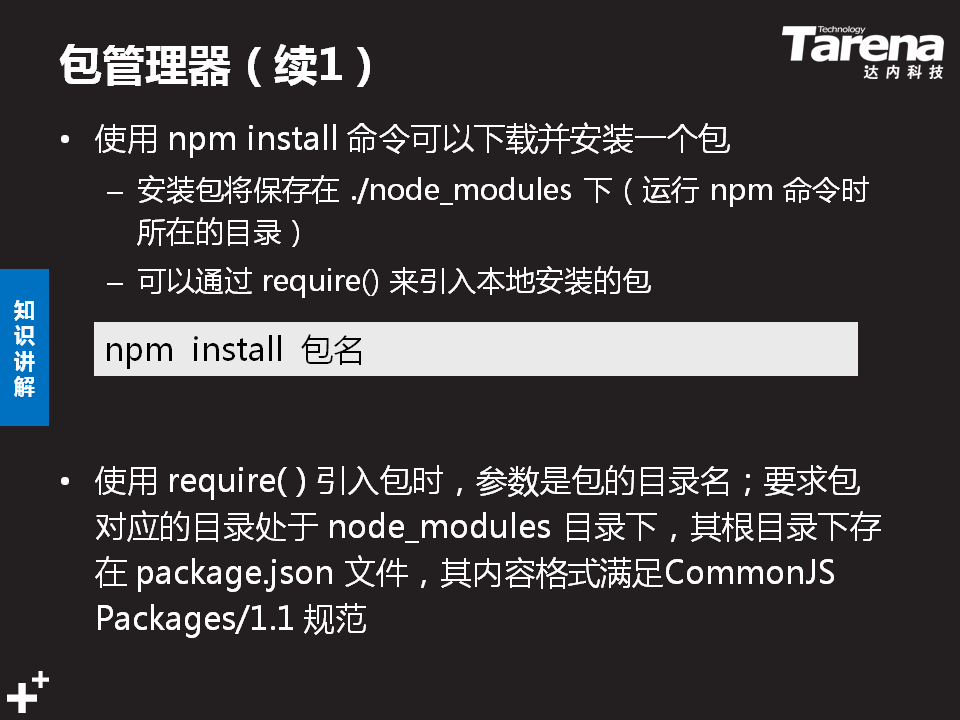 包管理器（续1）
Technology
Tarena
达内科技
• 使用 npm install 命令可以下载并安装一个包
– 安装包将保存在 ./node_modules 下（运行 npm 命令时
所在的目录）
– 可以通过 require() 来引入本地安装的包
知识讲解
npm install 包名
• 使用 require( ) 引入包时，参数是包的目录名；要求包
对应的目录处于 node_modules 目录下，其根目录下存
在 package.json 文件，其内容格式满足CommonJS
Packages/1.1 规范